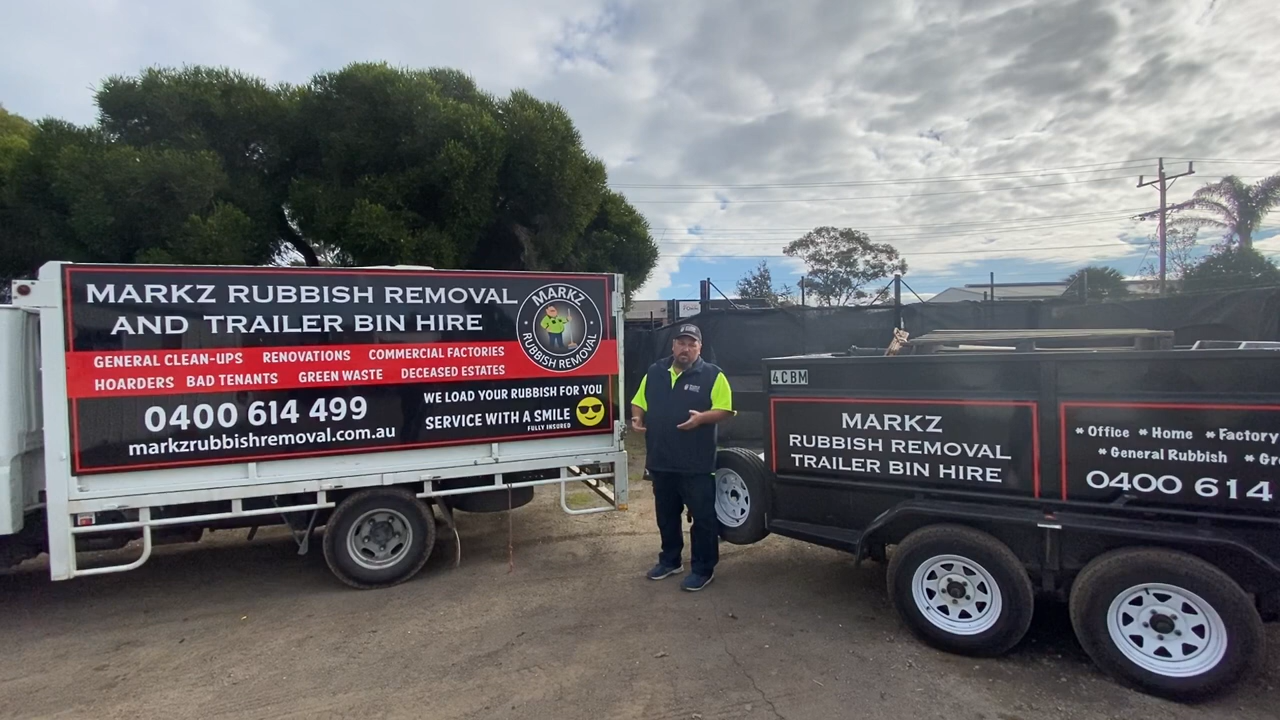 MARKZ RUBBISH REMOVAL
AND TRAILER BIN HIRE
MARKZ
RUBBISH REMOVAL
GENERAL CLEAN-UPS RENOVATIONS COMMERCIAL FACTORIES
HOARDERS BAD TENANTS GREEN WASTE DECEASED ESTATES
0400 614 499
markzrubbishremoval.com.au
WE LOAD YOUR RUBBISH FOR YOU
SERVICE WITH A SMILE
FULLY INSURED
4CBM
MARKZ
RUBBISH REMOVAL
TRAILER BIN HIRE
* Office * Home * Factory
* General Rubbish * Gre
0400 614